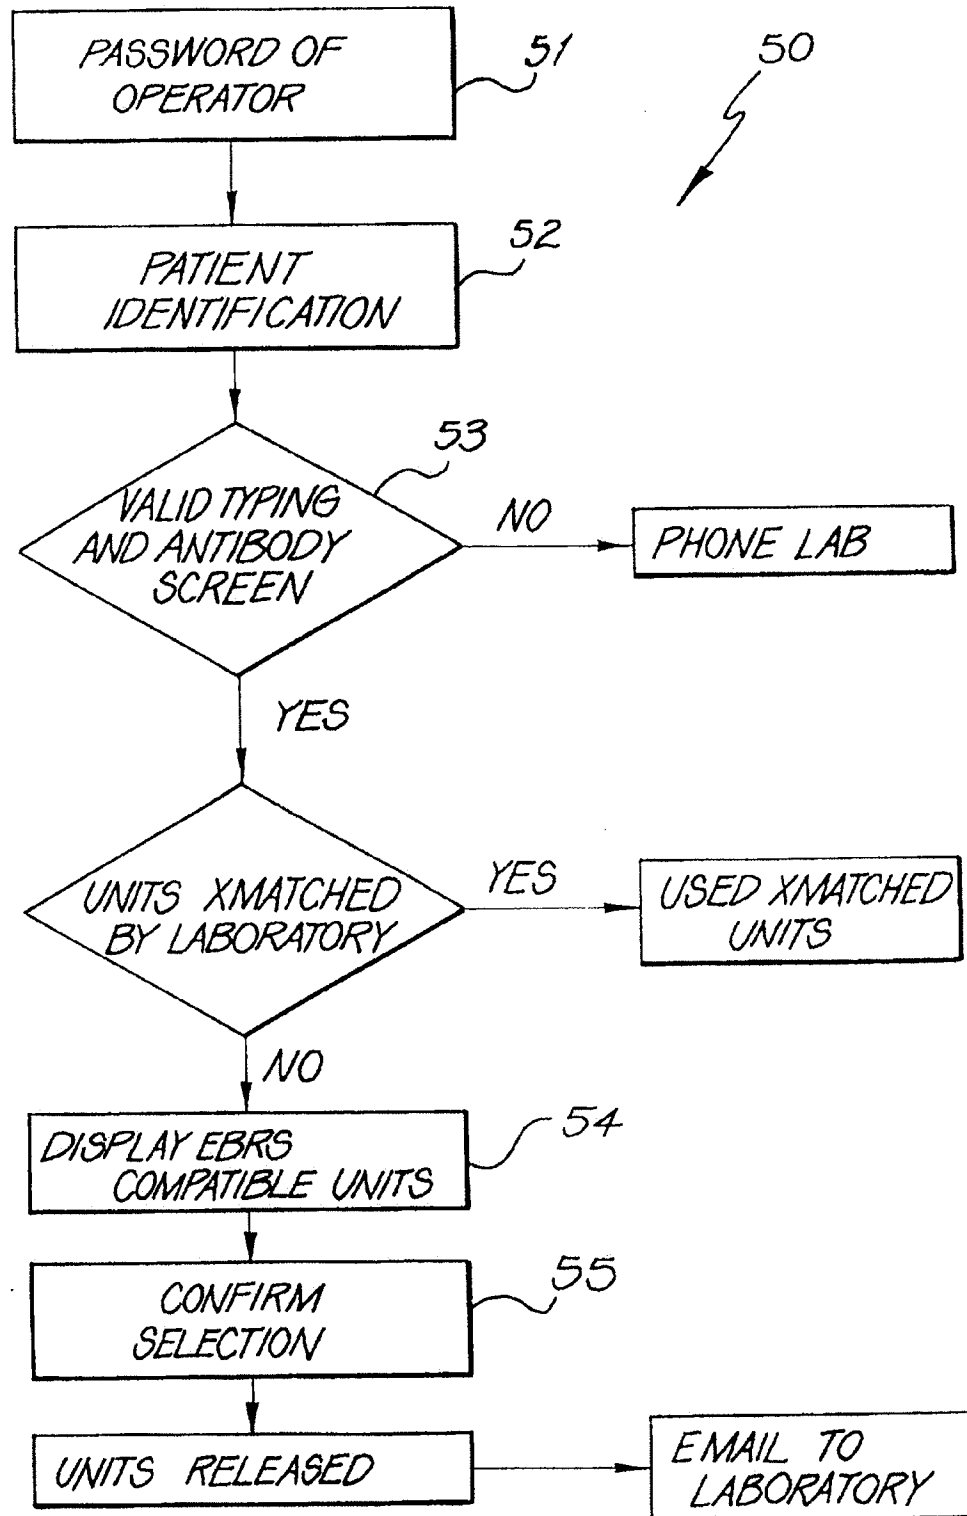 PASSWORD OF
OPERATOR
51
50
PATIENT
IDENTIFICATION
52
VALID TYPING
AND ANTIBODY
SCREEN
53
NO
PHONE LAB
YES
UNITS XMATCHED
BY LABORATORY
YES
USED XMATCHED
UNITS
NO
DISPLAY EBRS
COMPATIBLE UNITS
54
CONFIRM
SELECTION
55
UNITS RELEASED
EMAIL TO
LABORATORY